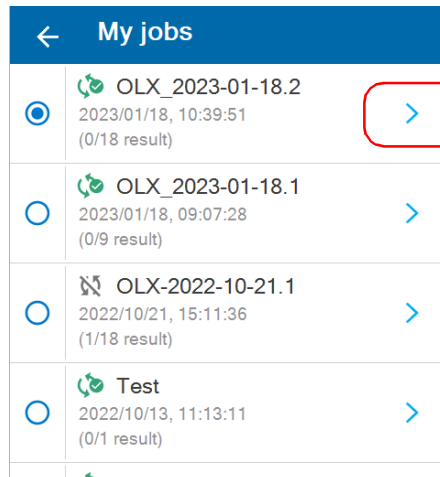 My jobs
OLX_2023-01-18.2
2023/01/18, 10:39:51
(0/18 result)
OLX_2023-01-18.1
2023/01/18, 09:07:28
(0/9 result)
OLX-2022-10-21.1
2022/10/21, 15:11:36
(1/18 result)
Test
2022/10/13, 11:13:11
(0/1 result)